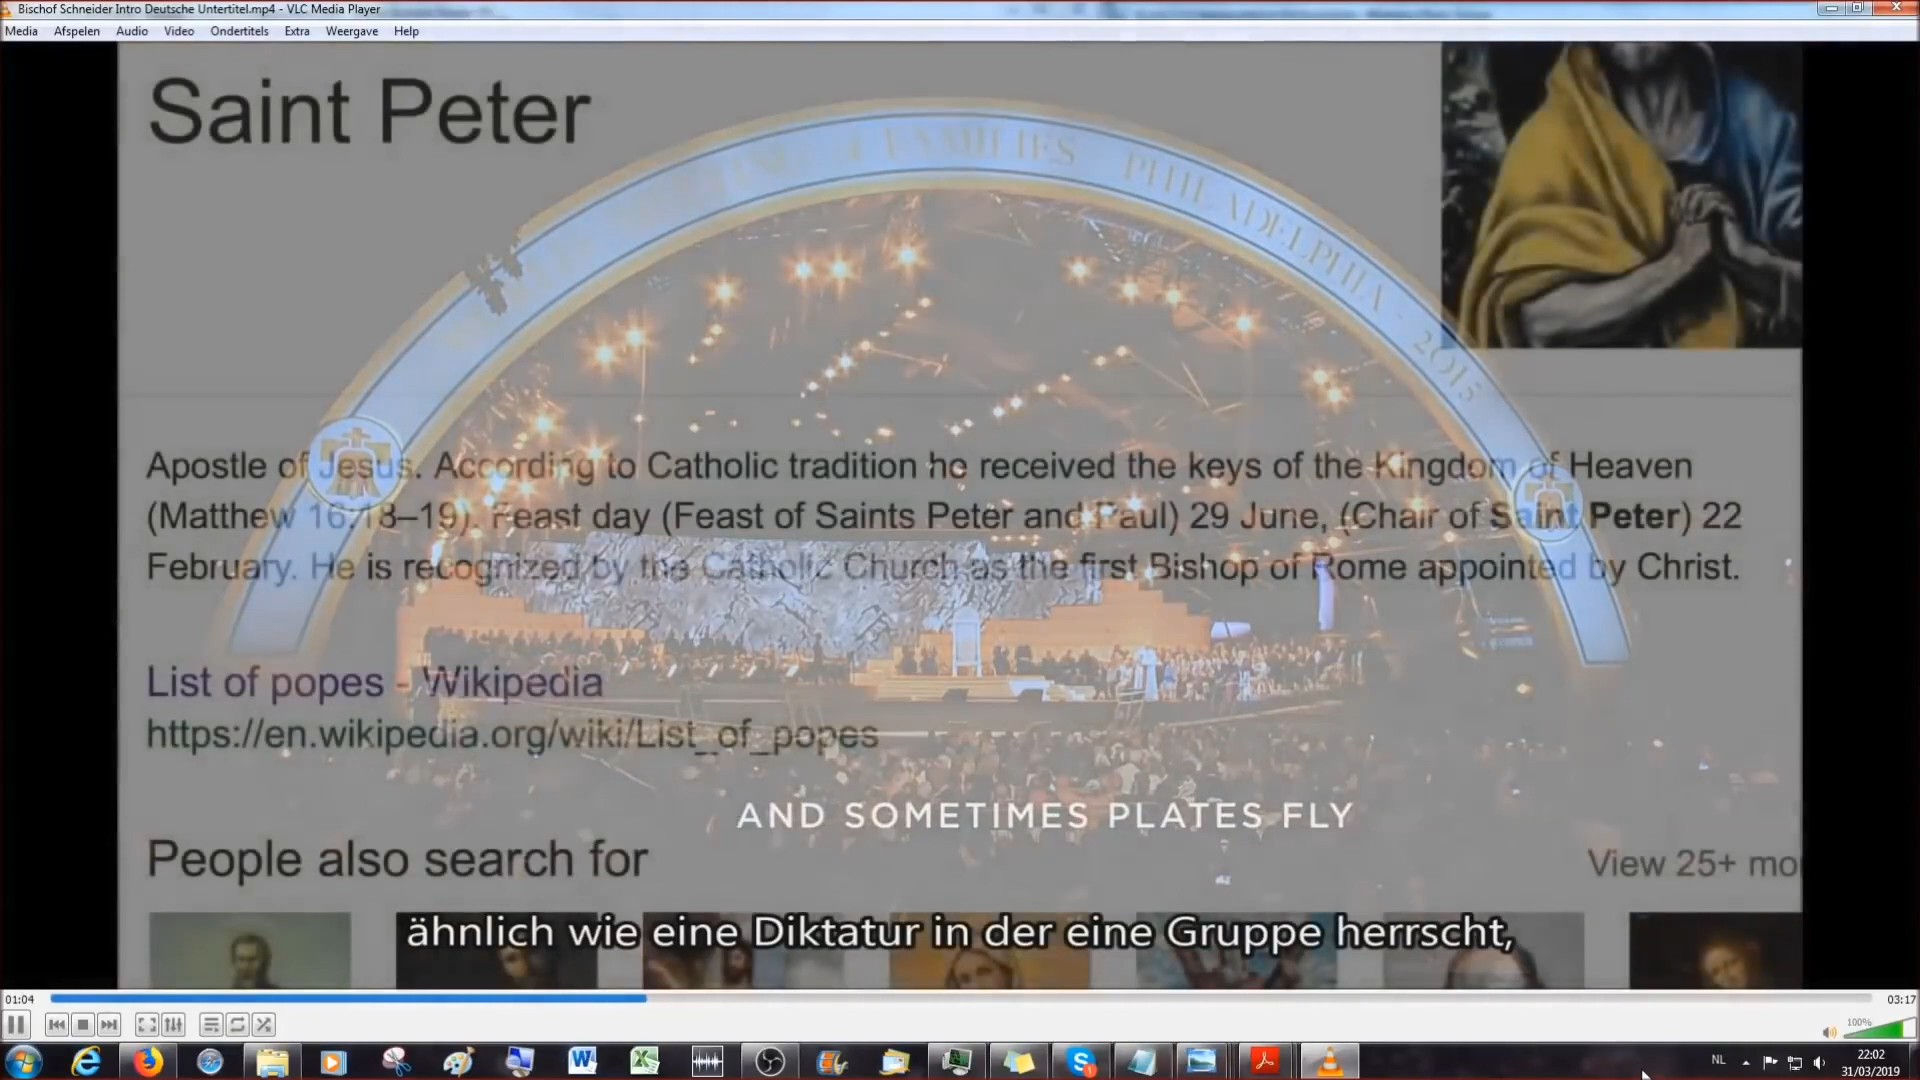 Bischof Schneider Intro Deutsche Untertitel.mp4 - VLC Media Player
Media Afspelen Audio Video Ondertitels Extra Weergave Help
Saint Peter
FAMILIES PHILADELPHIA - 2015
Apostle of Jesus. According to Catholic tradition he received the keys of the Kingdom of Heaven
(Matthew 16:18–19). Feast day (Feast of Saints Peter and Paul) 29 June, (Chair of Saint Peter) 22
February. He is recognized by the Catholic Church as the first Bishop of Rome appointed by Christ.
List of popes - Wikipedia
https://en.wikipedia.org/wiki/List_of_popes
AND SOMETIMES PLATES FLY
People also search for
View 25+ mo
ähnlich wie eine Diktatur in der eine Gruppe herrscht,
01:04
03:17
100%
NL
22:02
31/03/2019